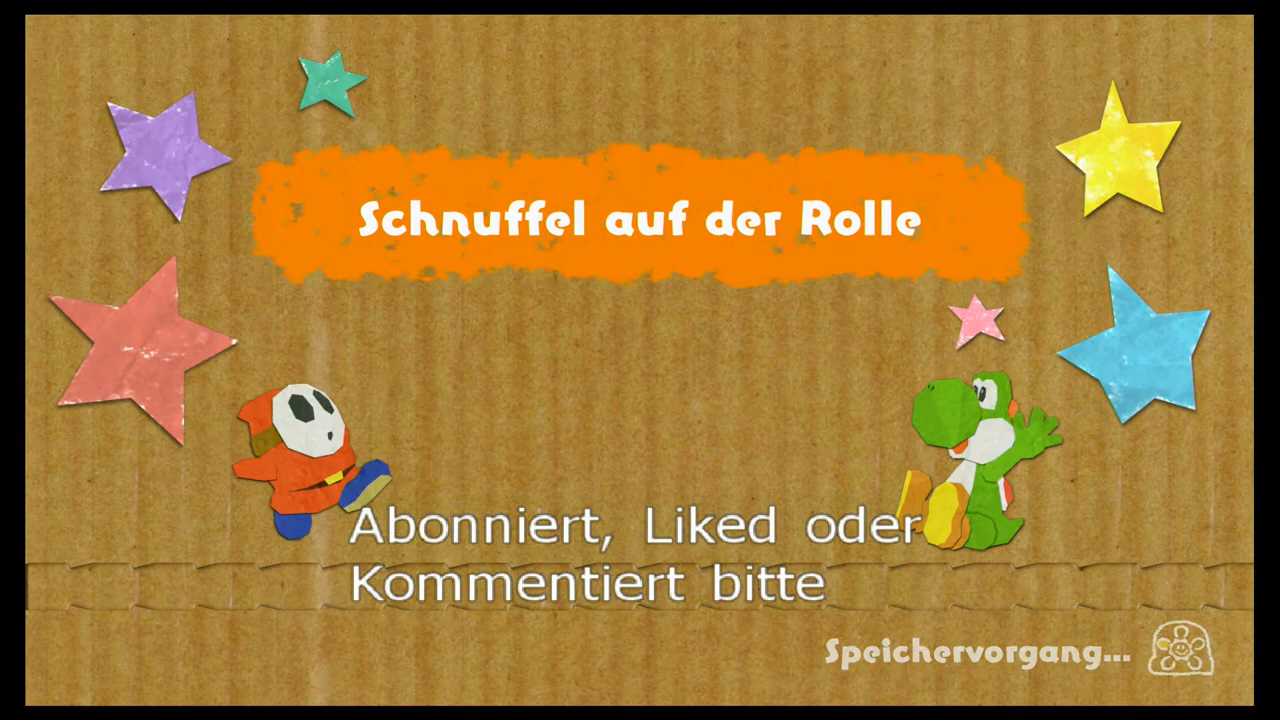 Schnuffel auf der Rolle
Abonniert, Liked oder
Kommentiert bitte
Speichervorgang...